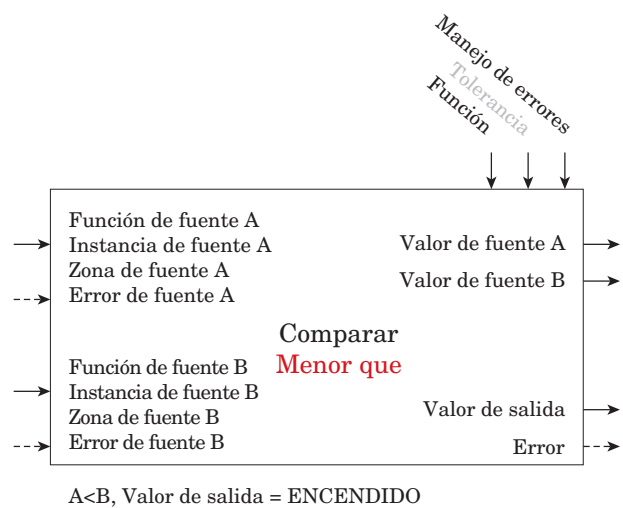 Manejo de errores
Tolerancia
Función
Función de fuente A
Instancia de fuente A
Zona de fuente A
Error de fuente A
Valor de fuente A
Valor de fuente B
Comparar
Menor que
Función de fuente B
Instancia de fuente B
Zona de fuente B
Error de fuente B
Valor de salida
Error
A<B, Valor de salida = ENCENDIDO